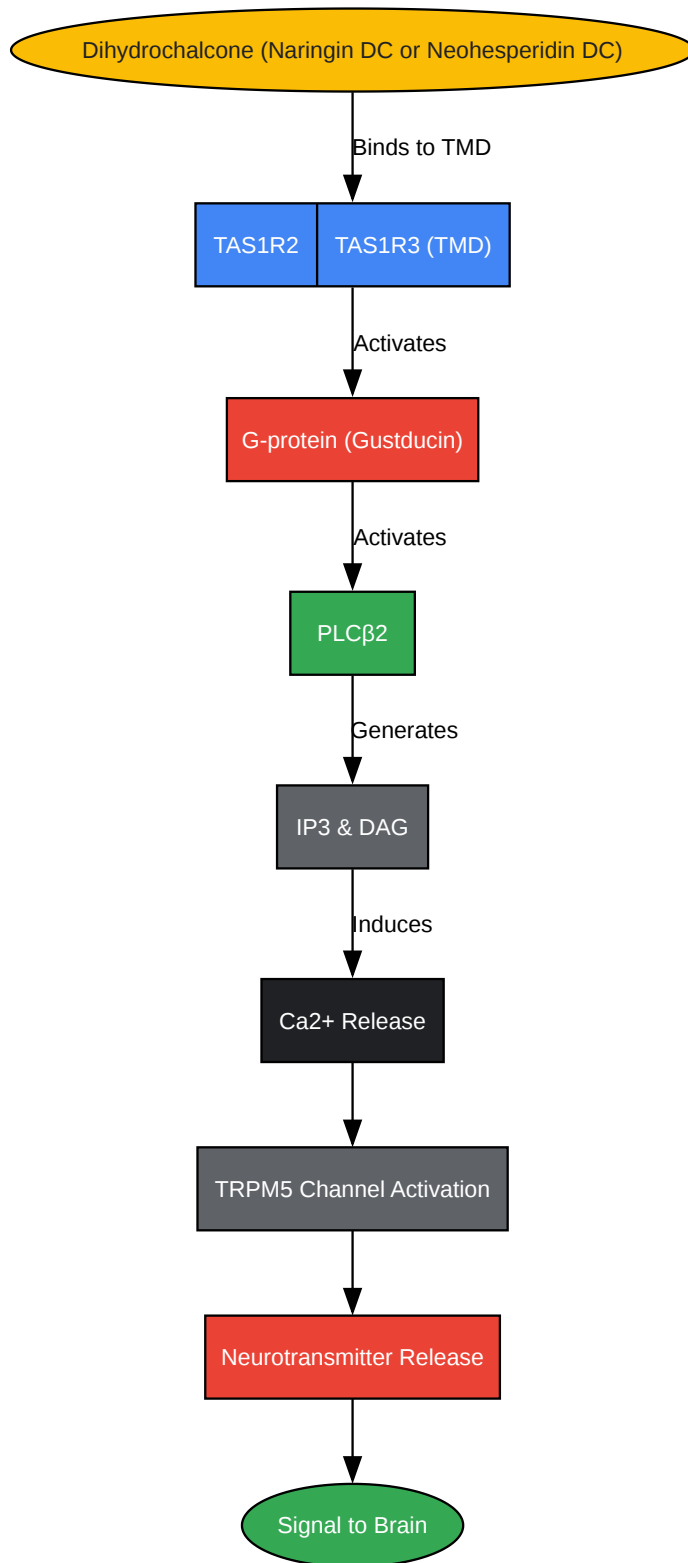 Dihydrochalcone (Naringin DC or Neohesperidin DC)
Binds to TMD
TAS1R2 TAS1R3 (TMD)
Activates
G-protein (Gustducin)
Activates
PLCβ2
Generates
IP3 & DAG
Induces
Ca2+ Release
TRPM5 Channel Activation
Neurotransmitter Release
Signal to Brain